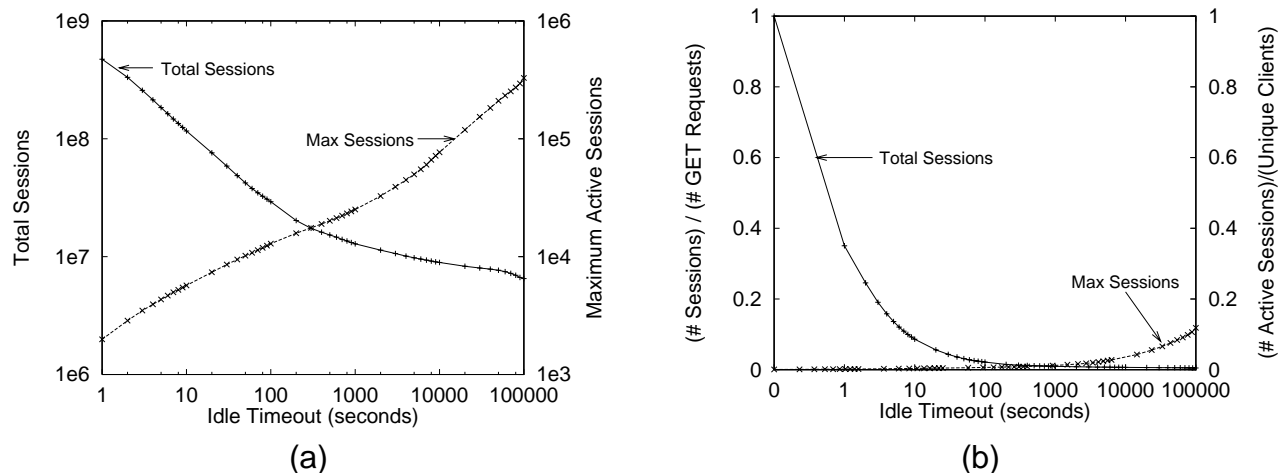 1e9
1e8
1e7
1e6
Total Sessions
1e6
1e5
1e4
1e3
Maximum Active Sessions
Total Sessions
Max Sessions
1 10 100 1000 10000 100000
Idle Timeout (seconds)
(a)
1
0.8
0.6
0.4
0.2
0
(# Sessions) / (# GET Requests)
1
0.8
0.6
0.4
0.2
0
(# Active Sessions)/(Unique Clients)
Total Sessions
Max Sessions
0 1 10 100 1000 10000 100000
Idle Timeout (seconds)
(b)